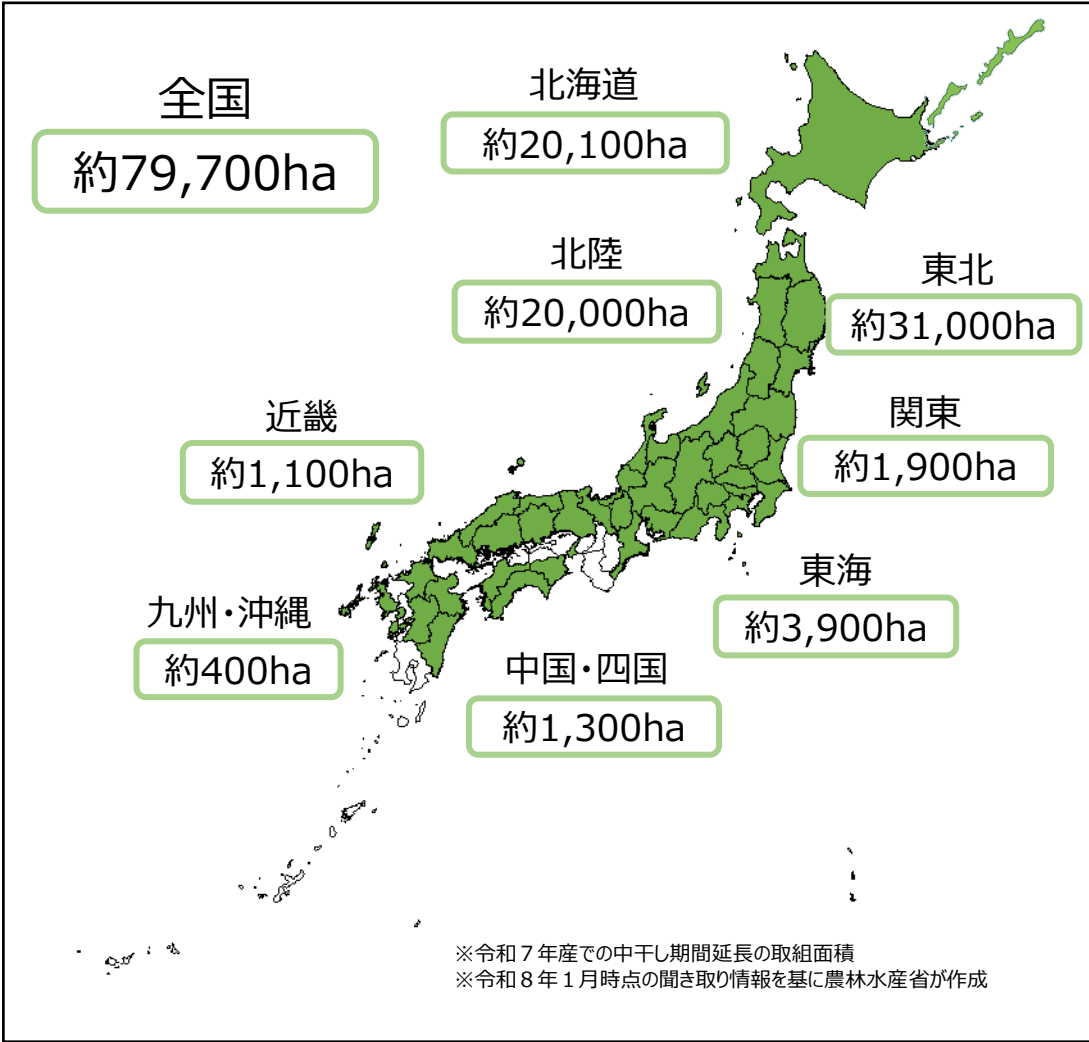 全国
約79,700ha
北海道
約20,100ha
北陸
約20,000ha
東北
約31,000ha
近畿
約1,100ha
関東
約1,900ha
東海
約3,900ha
九州・沖縄
約400ha
中国・四国
約1,300ha
※令和７年産での中干し期間延長の取組面積
※令和８年１月時点の聞き取り情報を基に農林水産省が作成